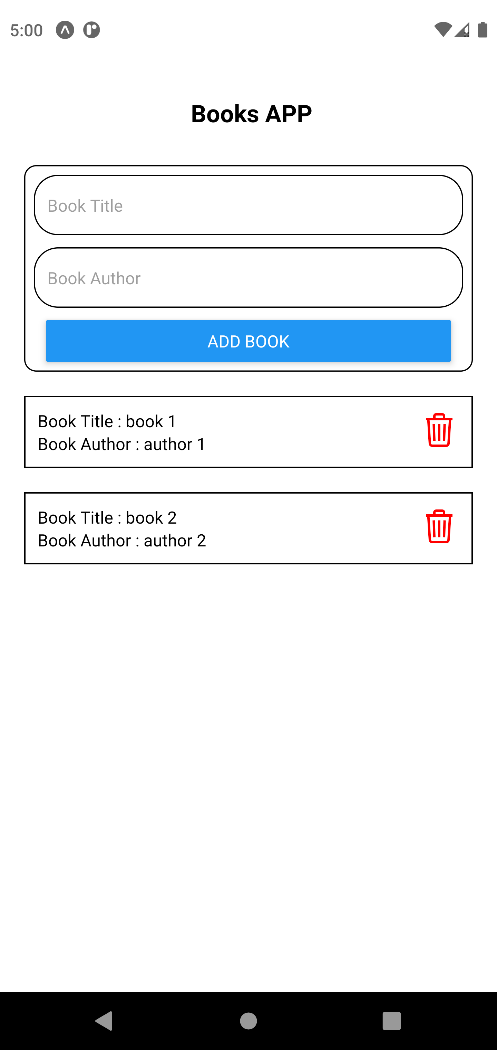 5:00
Books APP
Book Title
Book Author
ADD BOOK
Book Title : book 1
Book Author : author 1
Book Title : book 2
Book Author : author 2